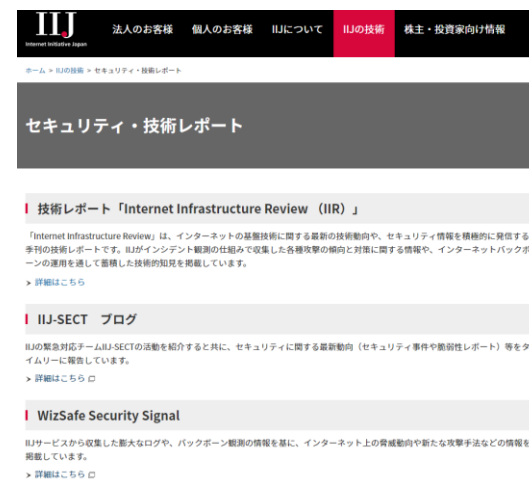 IIJ
Internet Initiative Japan
法人のお客様 個人のお客様 IIJについて IIJの技術 株主・投資家向け情報
ホーム > IIJの技術 > セキュリティ・技術レポート
セキュリティ・技術レポート
技術レポート「Internet Infrastructure Review （IIR）」
「Internet Infrastructure Review」は、インターネットの基盤技術に関する最新の技術動向や、セキュリティ情報を積極的に発信する
季刊の技術レポートです。IIJがインシデント観測の仕組みで収集した各種攻撃の傾向と対策に関する情報や、インターネットバックボ
ーンの運用を通して蓄積した技術的知見を掲載しています。
> 詳細はこちら
IIJ-SECT ブログ
IIJの緊急対応チームIIJ-SECTの活動を紹介すると共に、セキュリティに関する最新動向（セキュリティ事件や脆弱性レポート）等をタ
イムリーに報告しています。
> 詳細はこちら
WizSafe Security Signal
IIJサービスから収集した膨大なログや、バックボーン観測の情報を基に、インターネット上の脅威動向や新たな攻撃手法などの情報を
掲載しています。
> 詳細はこちら